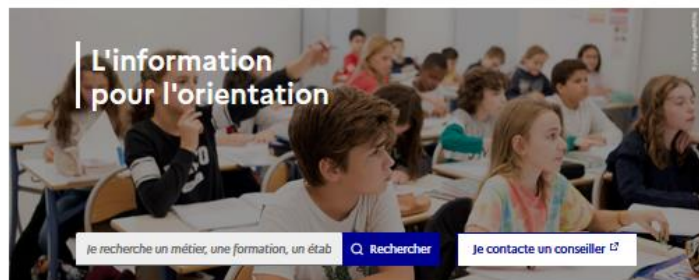 L'information
pour l'orientation
Je recherche un métier, une formation, un étab
Rechercher
Je contacte un conseiller